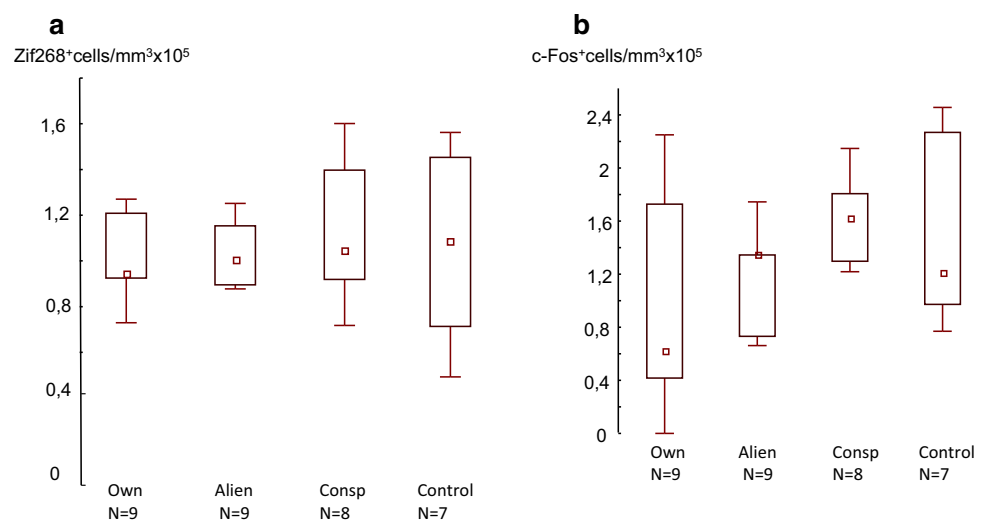 a
Zif268⁺cells/mm³x10⁵
1,6
1,2
0,8
0,4
0
Own Alien Consp Control
N=9 N=9 N=8 N=7
b
c-Fos⁺cells/mm³x10⁵
2,4
2
1,6
1,2
0,8
0,4
0
Own Alien Consp Control
N=9 N=9 N=8 N=7